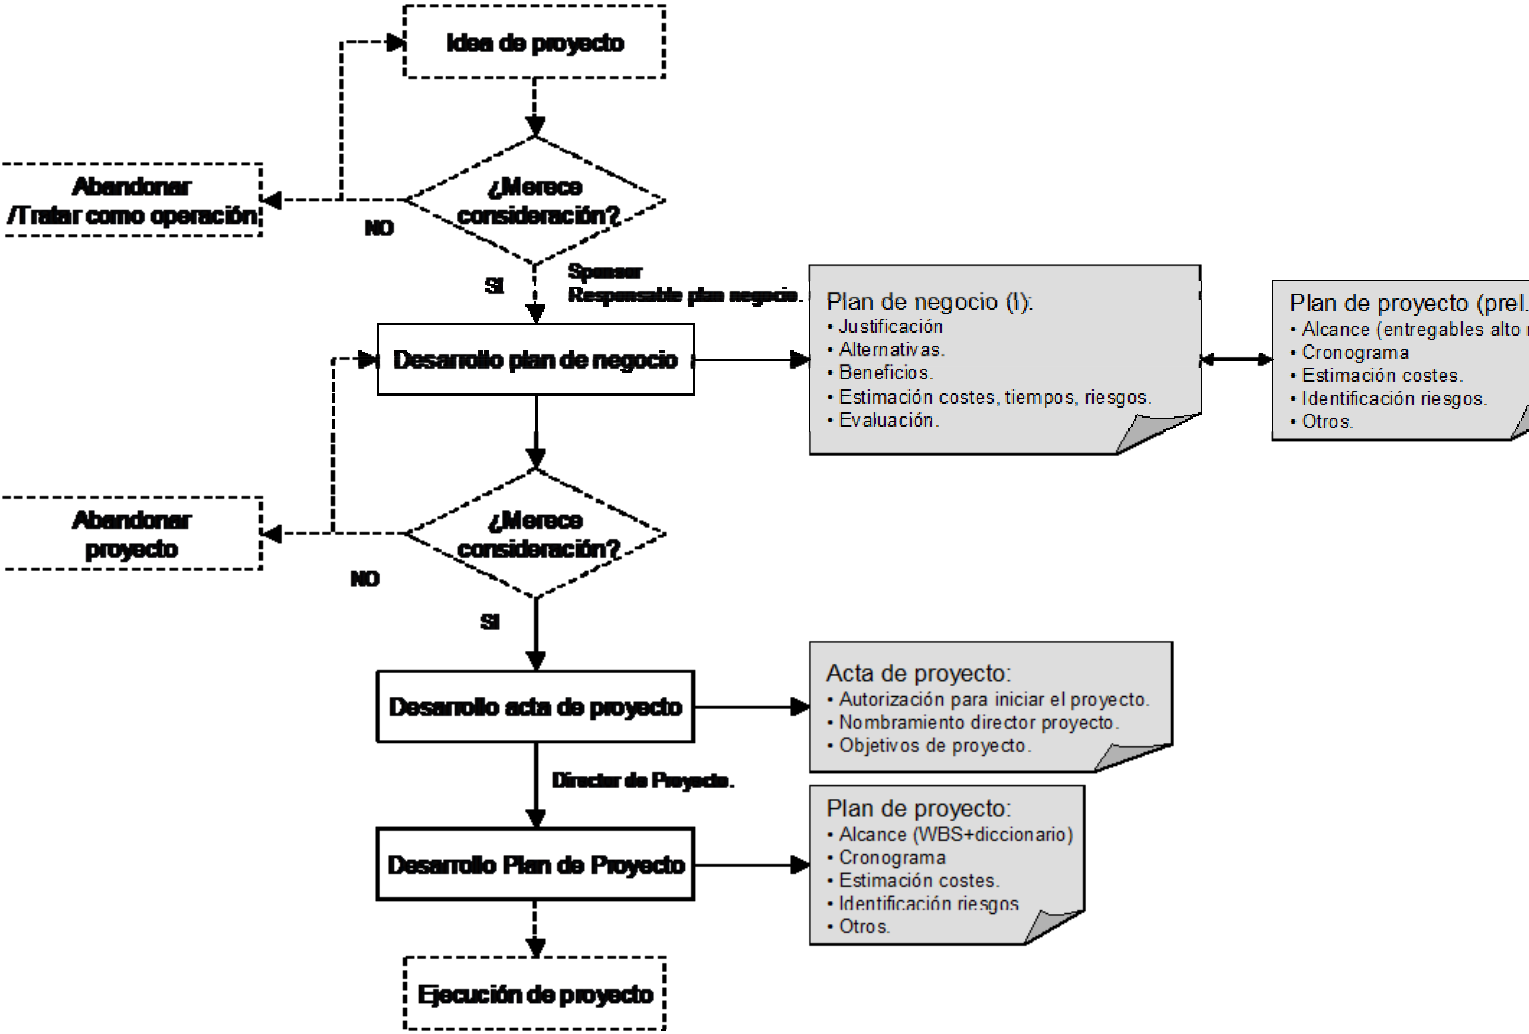 Idea de proyecto
¿Merece
consideración?
Abandonar
/Tratar como operación
NO
SI
Sponsor
Responsable plan negocio.
Desarrollo plan de negocio
Plan de negocio (I):
• Justificación
• Alternativas.
• Beneficios.
• Estimación costes, tiempos, riesgos.
• Evaluación.
Plan de proyecto (prel.
• Alcance (entregables alto
• Cronograma
• Estimación costes.
• Identificación riesgos.
• Otros.
¿Merece
consideración?
Abandonar
proyecto
NO
SI
Desarrollo acta de proyecto
Acta de proyecto:
• Autorización para iniciar el proyecto.
• Nombramiento director proyecto.
• Objetivos de proyecto.
Director de Proyecto.
Desarrollo Plan de Proyecto
Plan de proyecto:
• Alcance (WBS+diccionario)
• Cronograma
• Estimación costes.
• Identificación riesgos
• Otros.
Ejecución de proyecto